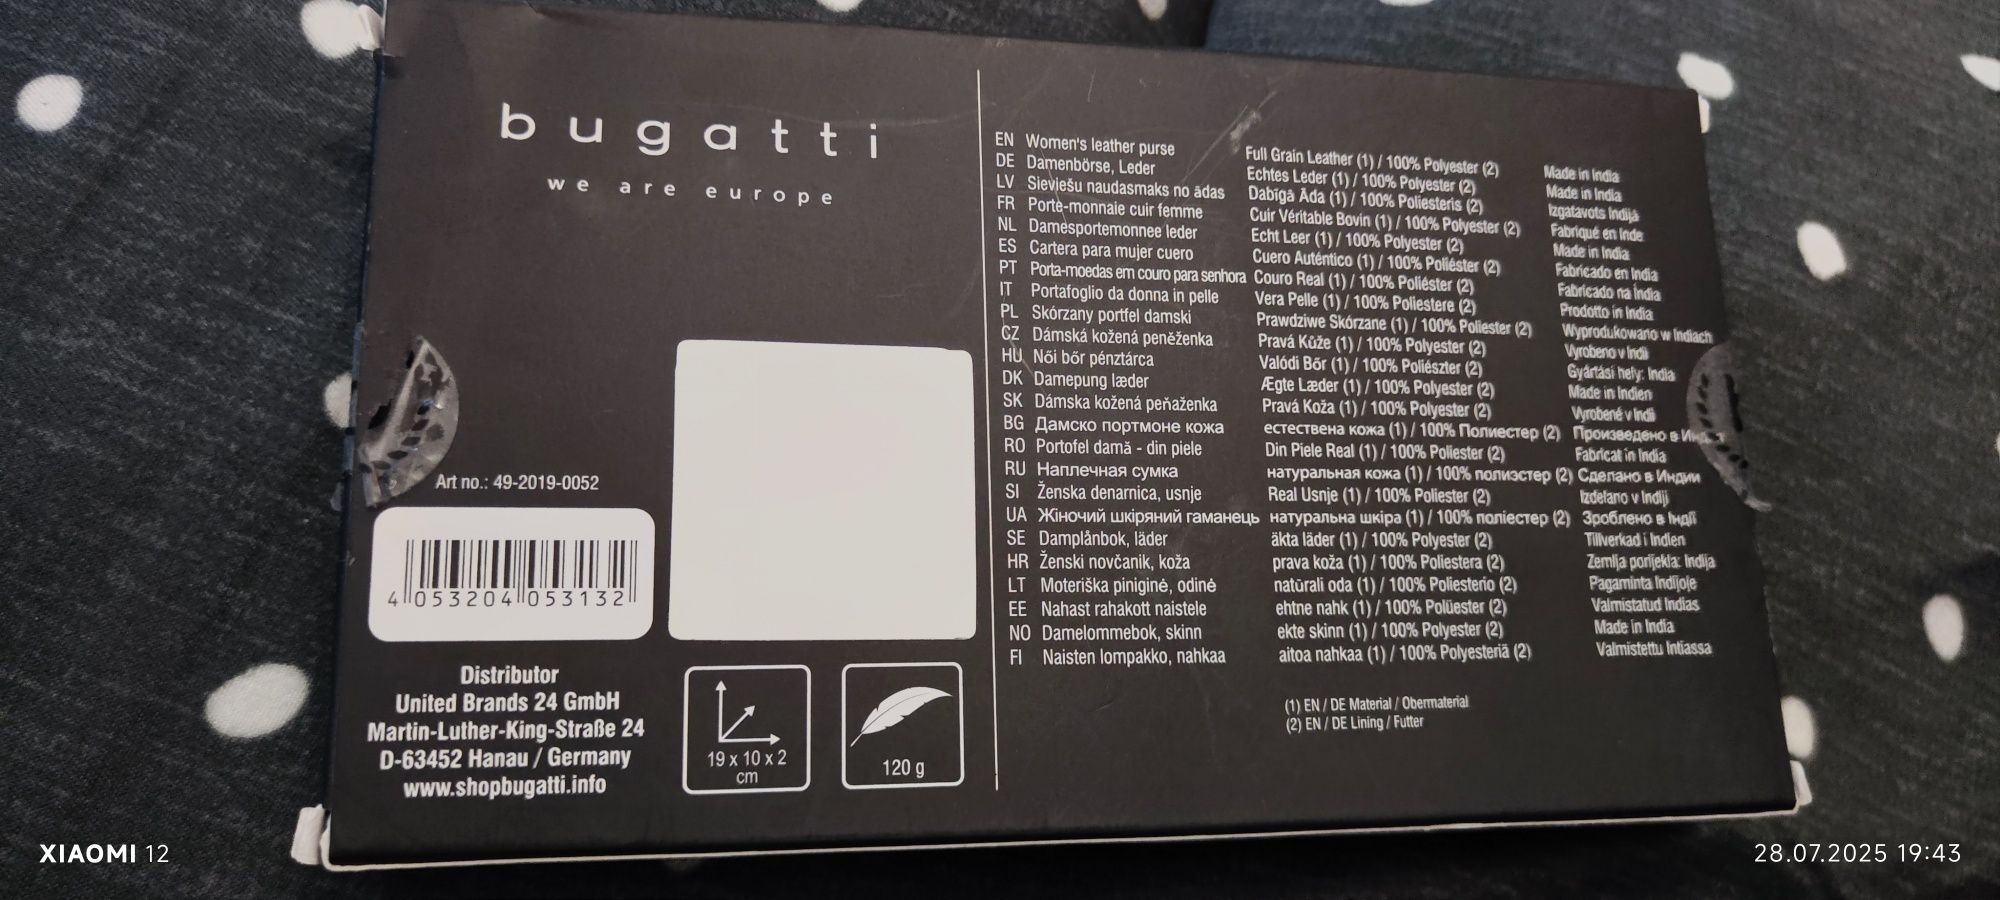 bugatti
we are europe
Art no.: 49-2019-0052
4 053204 053132
Distributor
United Brands 24 GmbH
Martin-Luther-King-Straße 24
D-63452 Hanau / Germany
www.shopbugatti.info
19 x 10 x 2
cm
120 g
EN Women's leather purse Full Grain Leather (1) / 100% Polyester (2) Made in India
DE Damenbörse, Leder Echtes Leder (1) / 100% Polyester (2) Made in India
LV Sieviešu naudasmaks no ādas Dabīgā Āda (1) / 100% Poliesteris (2) Izgatavots Indijā
FR Porte-monnaie cuir femme Cuir Véritable Bovin (1) / 100% Polyester (2) Fabriqué en Inde
NL Damesportemonnee leder Echt Leer (1) / 100% Polyester (2) Made in India
ES Cartera para mujer cuero Cuero Auténtico (1) / 100% Poliéster (2) Fabricado en India
PT Porta-moedas em couro para senhora Couro Real (1) / 100% Poliéster (2) Fabricado na Índia
IT Portafoglio da donna in pelle Vera Pelle (1) / 100% Poliestere (2) Prodotto in India
PL Skórzany portfel damski Prawdziwe Skórzane (1) / 100% Poliester (2) Wyprodukowano w Indiach
CZ Dámská kožená peněženka Pravá Kůže (1) / 100% Polyester (2) Vyrobeno v Indii
HU Női bőr pénztárca Valódi Bőr (1) / 100% Poliészter (2) Gyártási hely: India
DK Damepung læder Ægte Læder (1) / 100% Polyester (2) Made in Indien
SK Dámska kožená peňaženka Pravá Koža (1) / 100% Polyester (2) Vyrobené v Indii
BG Дамско портмоне кожа естествена кожа (1) / 100% Полиестер (2) Произведено в
RO Portofel damă - din piele Din Piele Real (1) / 100% Poliester (2) Fabricat în India
RU Наплечная сумка натуральная кожа (1) / 100% полиэстер (2) Сделано в Индии
SI Ženska denarnica, usnje Real Usnje (1) / 100% Poliester (2) Izdelano v Indiji
UA Жіночий шкіряний гаманець натуральна шкіра (1) / 100% поліестер (2) Зроблено в Індії
SE Damplånbok, läder äkta läder (1) / 100% Polyester (2) Tillverkad i Indien
HR Ženski novčanik, koža prava koža (1) / 100% Poliestera (2) Zemlja porijekla: Indija
LT Moteriška piniginė, odinė natūrali oda (1) / 100% Poliesterio (2) Pagaminta Indijoje
EE Nahast rahakott naistele ehtne nahk (1) / 100% Polüester (2) Valmistatud Indias
NO Damelommebok, skinn ekte skinn (1) / 100% Polyester (2) Made in India
FI Naisten lompakko, nahkaa aitoa nahkaa (1) / 100% Polyesteriä (2) Valmistettu Intiassa
(1) EN / DE Material / Obermaterial
(2) EN / DE Lining / Futter
XIAOMI 12
28.07.2025 19:43